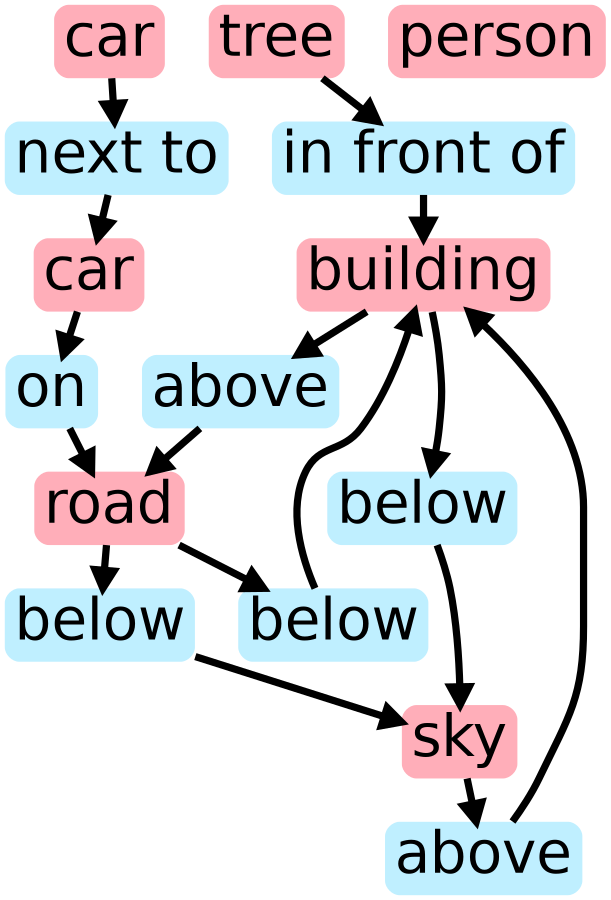 car
tree
person
next to
in front of
car
building
on
above
road
below
below
below
sky
above